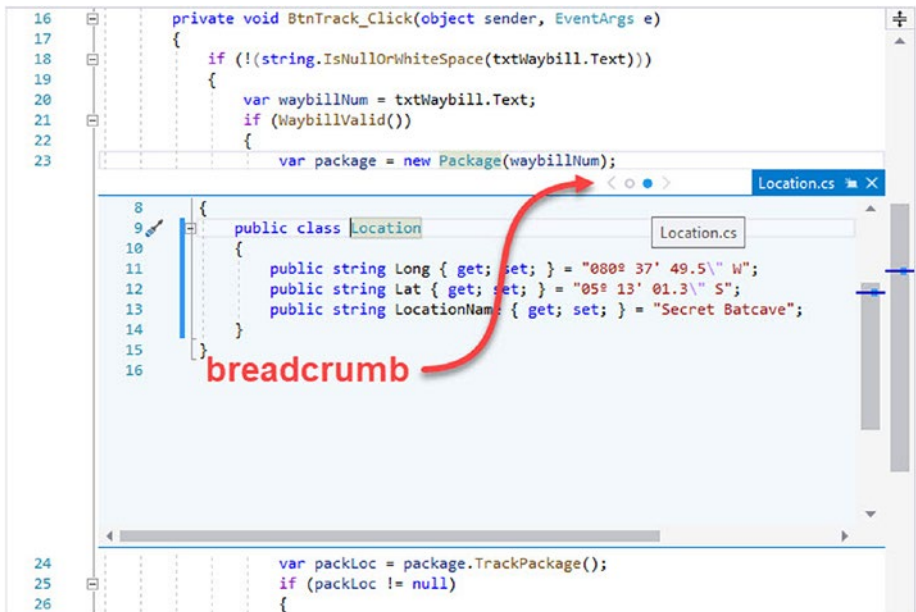 16 private void BtnTrack_Click(object sender, EventArgs e)
17 {
18 if (!(string.IsNullOrWhiteSpace(txtWaybill.Text)))
19 {
20 var waybillNum = txtWaybill.Text;
21 if (WaybillValid())
22 {
23 var package = new Package(waybillNum);
Location.cs
8 {
9 public class Location
Location.cs
10 {
11 public string Long { get; set; } = "080º 37' 49.5\" W";
12 public string Lat { get; set; } = "05º 13' 01.3\" S";
13 public string LocationName { get; set; } = "Secret Batcave";
14 }
15 }
16
breadcrumb
24 var packLoc = package.TrackPackage();
25 if (packLoc != null)
26 {